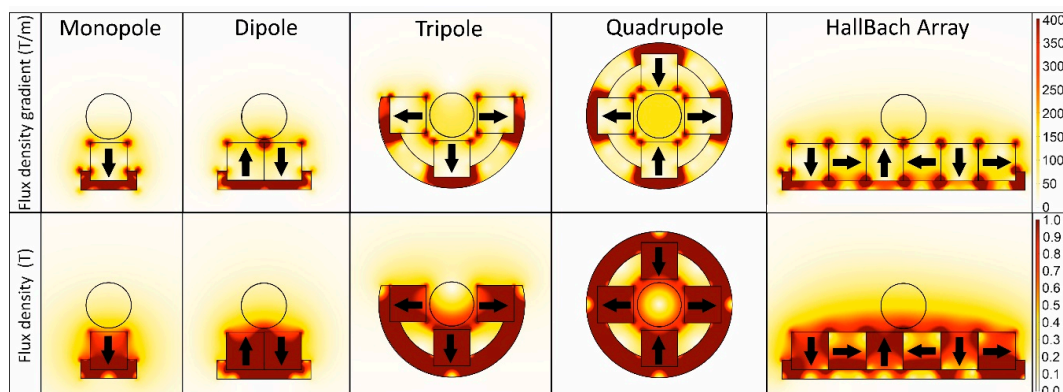 Monopole
Dipole
Tripole
Quadrupole
HallBach Array
Flux density gradient (T/m)
400
350
300
250
200
150
100
50
0
Flux density (T)
1.0
0.9
0.8
0.7
0.6
0.5
0.4
0.3
0.2
0.1
0.0